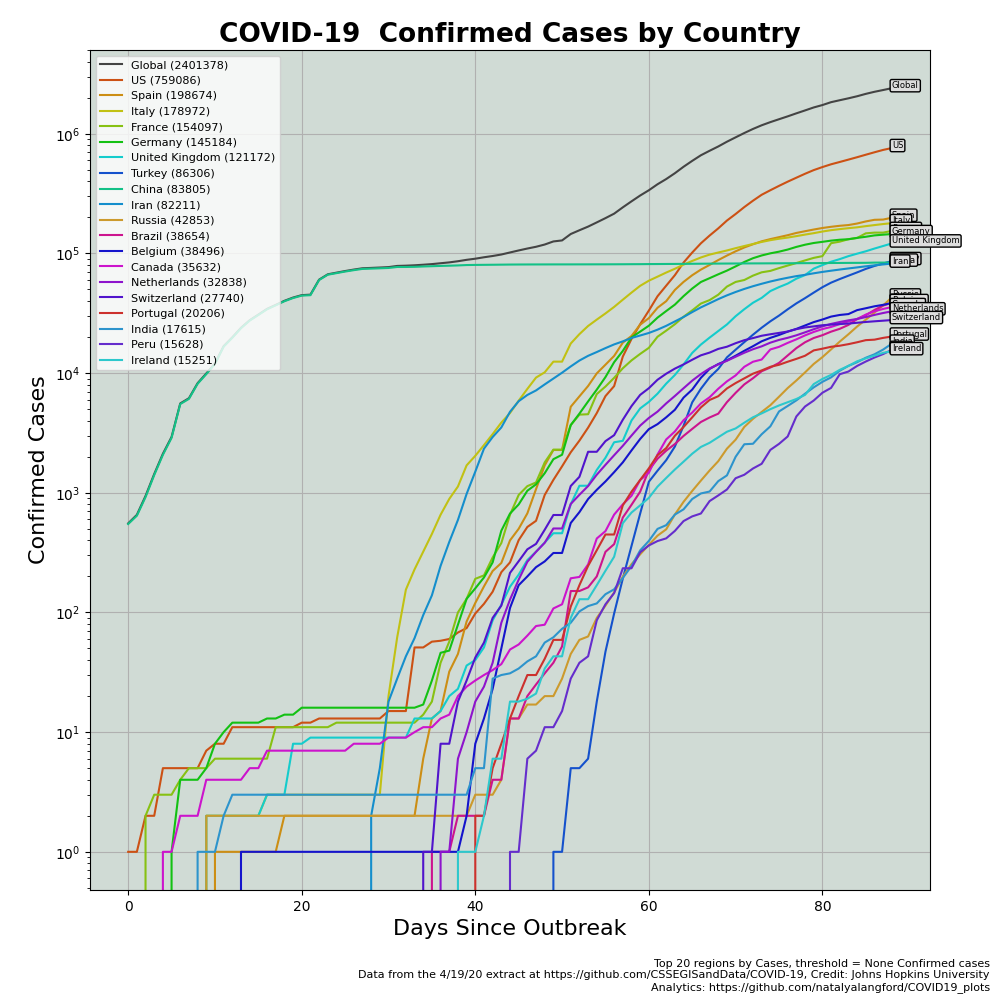 COVID-19  Confirmed Cases by Country
Confirmed Cases
10^6
10^5
10^4
10^3
10^2
10^1
10^0
Global (2401378)
US (759086)
Spain (198674)
Italy (178972)
France (154097)
Germany (145184)
United Kingdom (121172)
Turkey (86306)
China (83805)
Iran (82211)
Russia (42853)
Brazil (38654)
Belgium (38496)
Canada (35632)
Netherlands (32838)
Switzerland (27740)
Portugal (20206)
India (17615)
Peru (15628)
Ireland (15251)
Global
US
Spain
Italy
Germany
United Kingdom
Iran
Russia
Netherlands
Switzerland
Portugal
India
Ireland
0
20
40
60
80
Days Since Outbreak
Top 20 regions by Cases, threshold = None Confirmed cases
Data from the 4/19/20 extract at https://github.com/CSSEGISandData/COVID-19, Credit: Johns Hopkins University
Analytics: https://github.com/natalyalangford/COVID19_plots